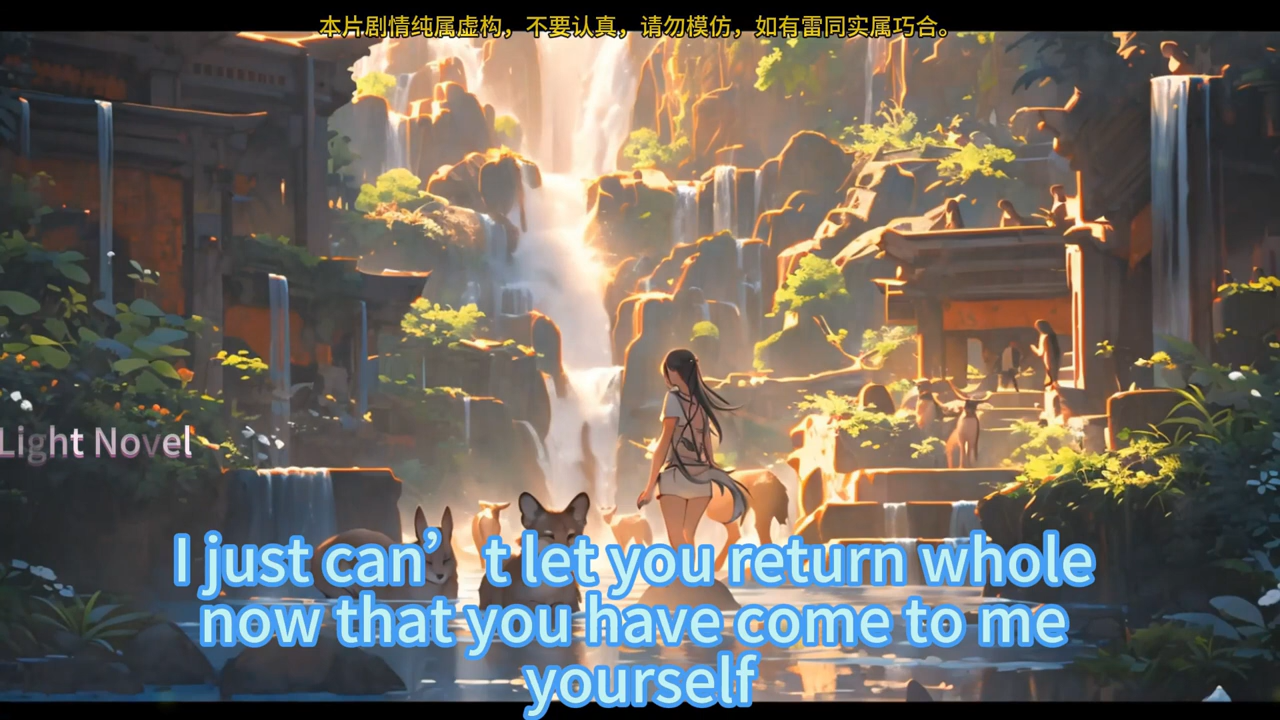 本片剧情纯属虚构，不要认真，请勿模仿，如有雷同实属巧合。
Light Novel
I just can’t let you return whole
now that you have come to me
yourself